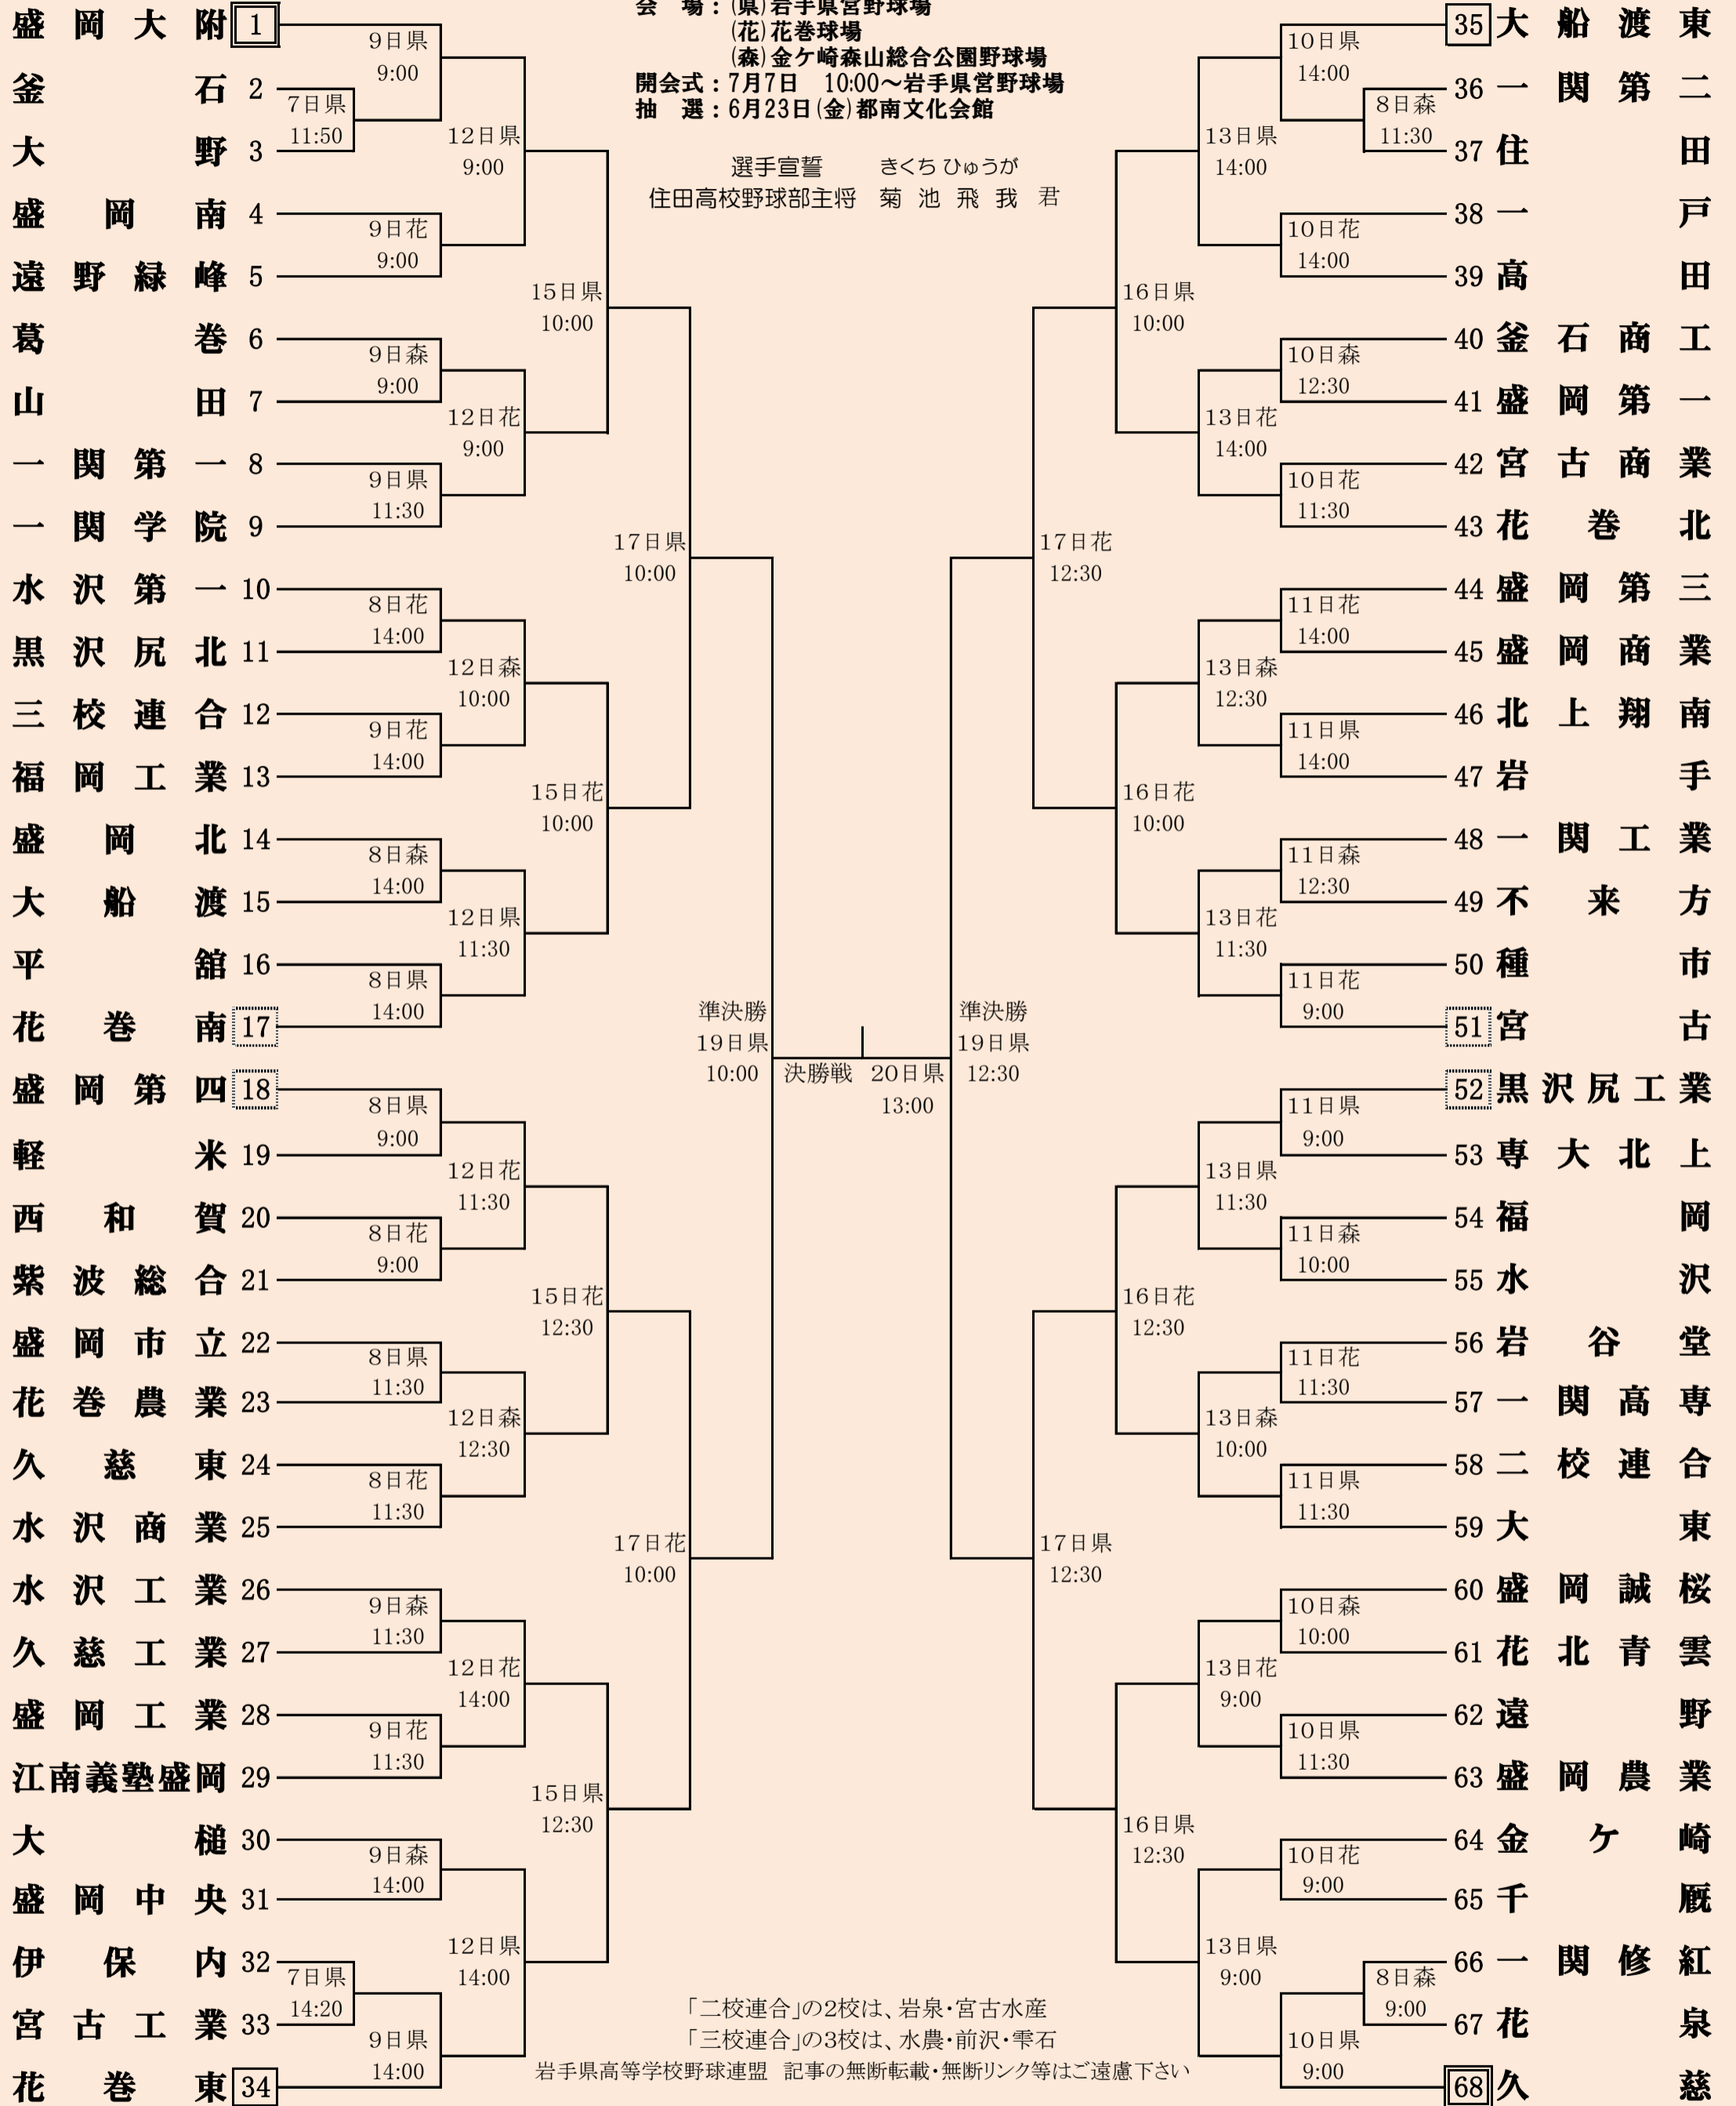 会場：(県)岩手県営野球場
(花)花巻球場
(森)金ケ崎森山総合公園野球場
開会式：7月7日 10:00～岩手県営野球場
抽選：6月23日(金)都南文化会館
選手宣誓 きくち ひゅうが
住田高校野球部主将 菊池飛我君
盛岡大附 1
釜石 2
大野 3
盛岡南 4
遠野緑峰 5
葛巻 6
山田 7
一関第一 8
一関学院 9
水沢第一 10
黒沢尻北 11
三校連合 12
福岡工業 13
盛岡北 14
大船渡 15
平舘 16
花巻南 17
盛岡第四 18
軽米 19
西和賀 20
紫波総合 21
盛岡市立 22
花巻農業 23
久慈東 24
水沢商業 25
水沢工業 26
久慈工業 27
盛岡工業 28
江南義塾盛岡 29
大槌 30
盛岡中央 31
伊保内 32
宮古工業 33
花巻東 34
7日県
11:50
7日県
14:20
9日県
9:00
9日花
9:00
9日森
9:00
9日県
11:30
8日花
14:00
9日花
14:00
8日森
14:00
8日県
14:00
8日県
9:00
8日花
9:00
8日県
11:30
8日花
11:30
9日森
11:30
9日花
11:30
9日森
14:00
9日県
14:00
12日県
9:00
12日花
9:00
12日森
10:00
12日県
11:30
12日花
11:30
12日森
12:30
12日花
14:00
12日県
14:00
15日県
10:00
15日花
10:00
15日花
12:30
15日県
12:30
17日県
10:00
17日花
10:00
準決勝
19日県
10:00
決勝戦 20日県
13:00
準決勝
19日県
12:30
17日花
12:30
17日県
12:30
16日県
10:00
16日花
10:00
16日花
12:30
16日県
12:30
13日県
14:00
13日花
14:00
13日森
12:30
13日花
11:30
13日県
11:30
13日森
10:00
13日花
9:00
13日県
9:00
10日県
14:00
10日花
14:00
10日森
12:30
10日花
11:30
11日花
14:00
11日県
14:00
11日森
12:30
11日花
9:00
11日県
9:00
11日森
10:00
11日花
11:30
11日県
11:30
10日森
10:00
10日県
11:30
10日花
9:00
10日県
9:00
8日森
11:30
8日森
9:00
35 大船渡東
36 一関第二
37 住田
38 一戸
39 高田
40 釜石商工
41 盛岡第一
42 宮古商業
43 花巻北
44 盛岡第三
45 盛岡商業
46 北上翔南
47 岩手
48 一関工業
49 不来方
50 種市
51 宮古
52 黒沢尻工業
53 専大北上
54 福岡
55 水沢
56 岩谷堂
57 一関高専
58 二校連合
59 大東
60 盛岡誠桜
61 花北青雲
62 遠野
63 盛岡農業
64 金ケ崎
65 千厩
66 一関修紅
67 花泉
68 久慈
「二校連合」の2校は、岩泉・宮古水産
「三校連合」の3校は、水農・前沢・雫石
岩手県高等学校野球連盟 記事の無断転載・無断リンク等はご遠慮下さい